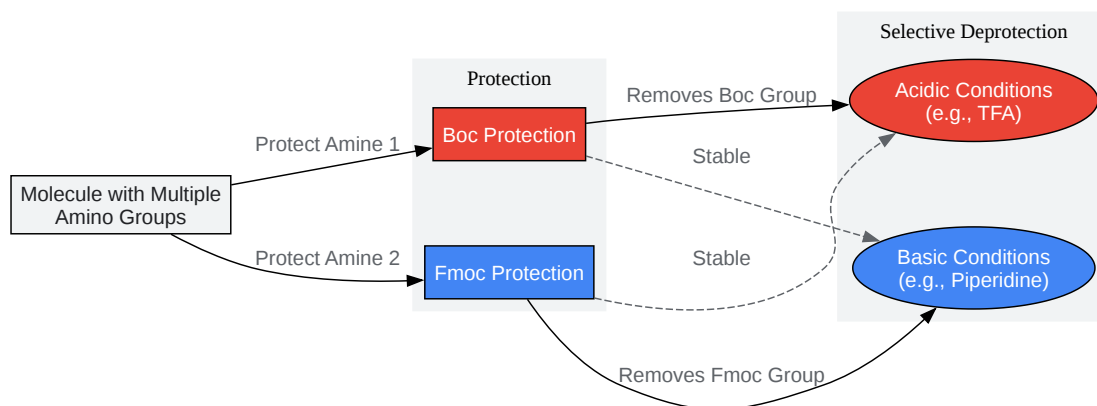 Selective Deprotection
Protection
Removes Boc Group
Acidic Conditions
(e.g., TFA)
Protect Amine 1
Boc Protection
Stable
Molecule with Multiple
Amino Groups
Protect Amine 2
Fmoc Protection
Stable
Basic Conditions
(e.g., Piperidine)
Removes Fmoc Group